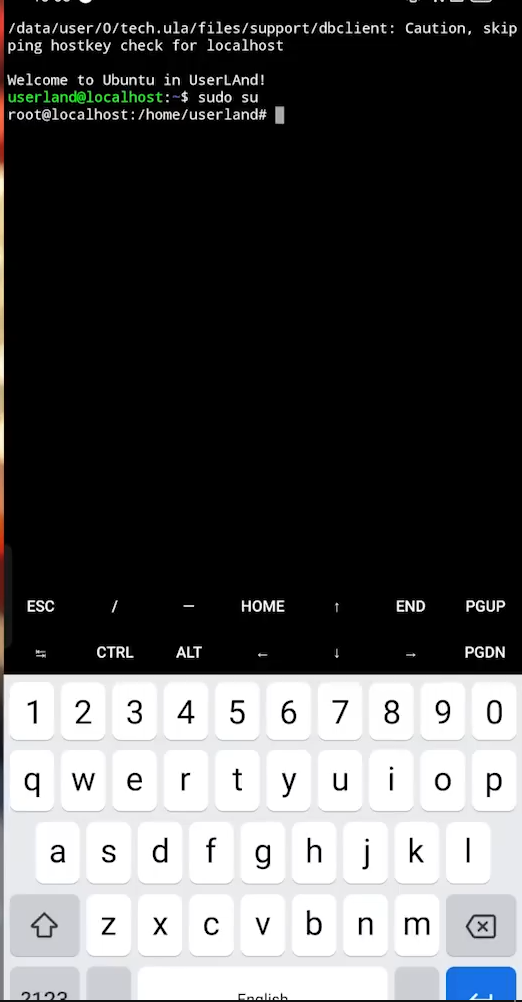 /data/user/0/tech.ula/files/support/dbclient: Caution, skip
ping hostkey check for localhost
Welcome to Ubuntu in UserLAnd!
userland@localhost:~$ sudo su
root@localhost:/home/userland#
ESC / — HOME ↑ END PGUP
CTRL ALT ← ↓ → PGDN
1 2 3 4 5 6 7 8 9 0
q w e r t y u i o p
a s d f g h j k l
z x c v b n m
?123 English